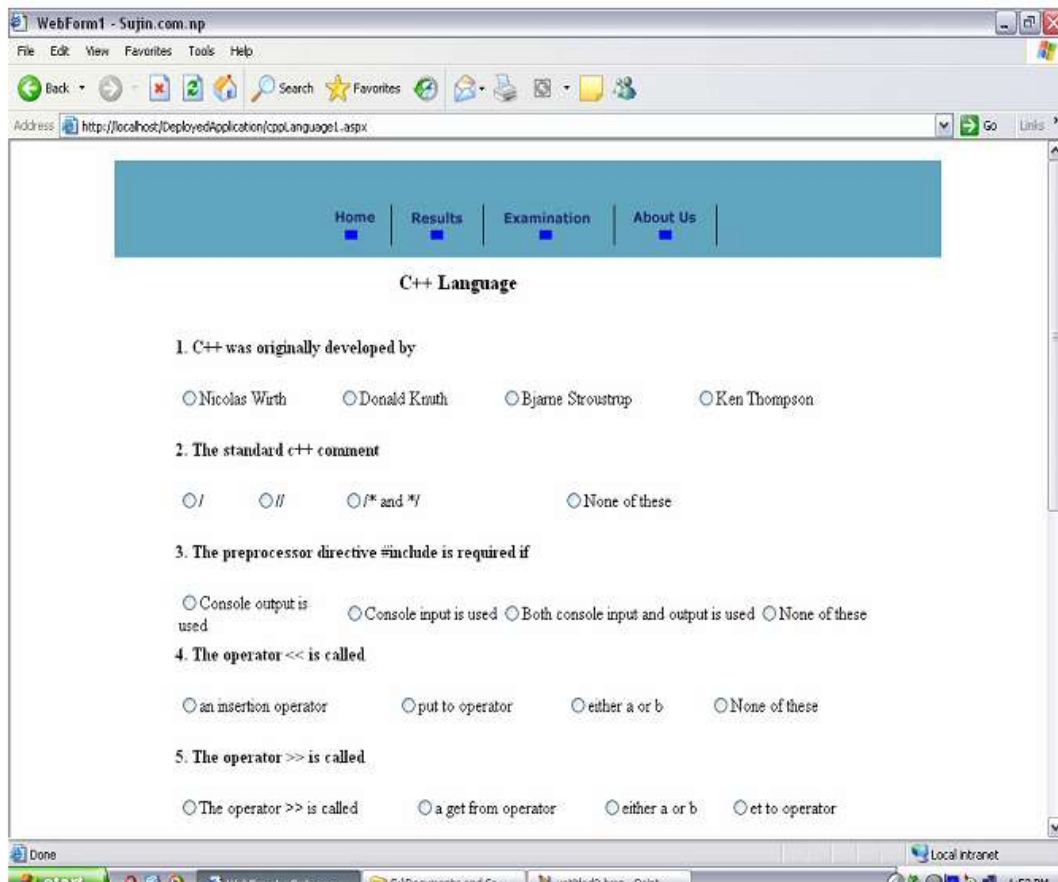 WebForm1 - Sujin.com.np
File Edit View Favorites Tools Help
Back Search Favorites
Address http://localhost/DeployedApplication/cppLanguage1.aspx Go Links
Home Results Examination About Us
C++ Language
1. C++ was originally developed by
Nicolas Wirth Donald Knuth Bjarne Stroustrup Ken Thompson
2. The standard c++ comment
/ // /* and */ None of these
3. The preprocessor directive #include is required if
Console output is
used
Console input is used Both console input and output is used None of these
4. The operator << is called
an insertion operator put to operator either a or b None of these
5. The operator >> is called
The operator >> is called a get from operator either a or b et to operator
Done Local intranet
start